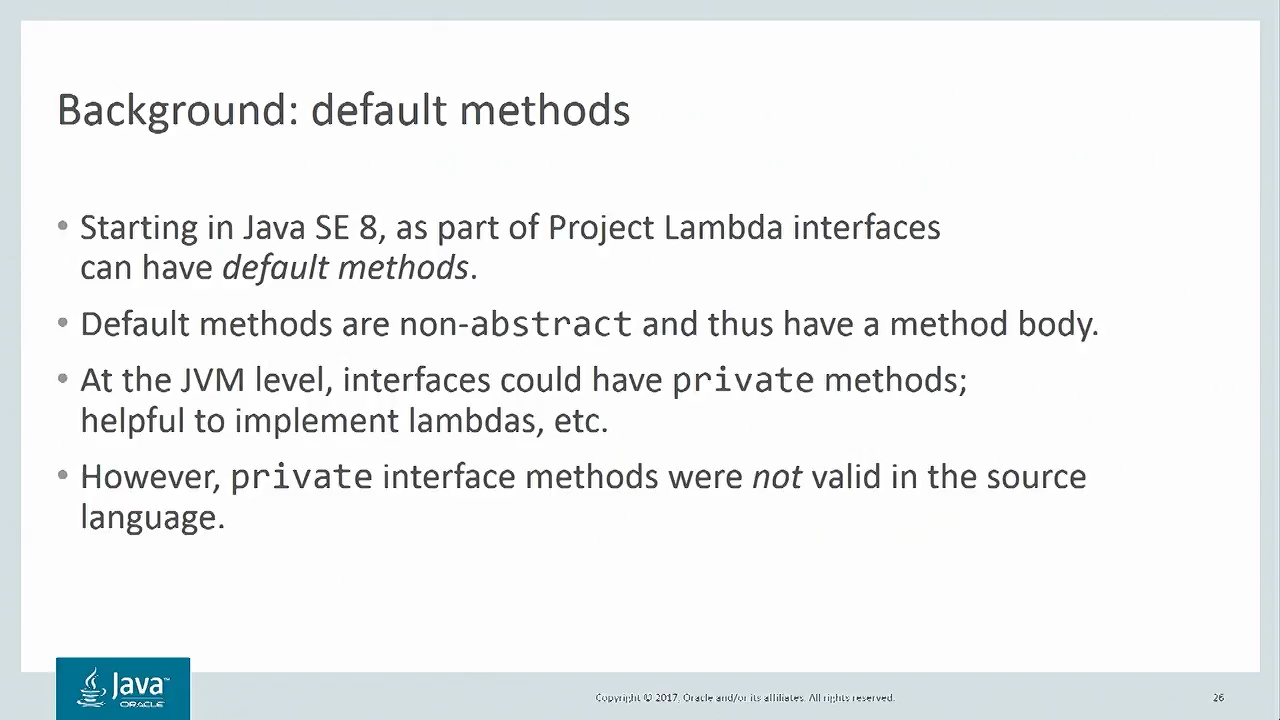 Background: default methods
• Starting in Java SE 8, as part of Project Lambda interfaces
can have default methods.
• Default methods are non-abstract and thus have a method body.
• At the JVM level, interfaces could have private methods;
helpful to implement lambdas, etc.
• However, private interface methods were not valid in the source
language.
Java™
ORACLE
Copyright © 2017, Oracle and/or its affiliates. All rights reserved.
26